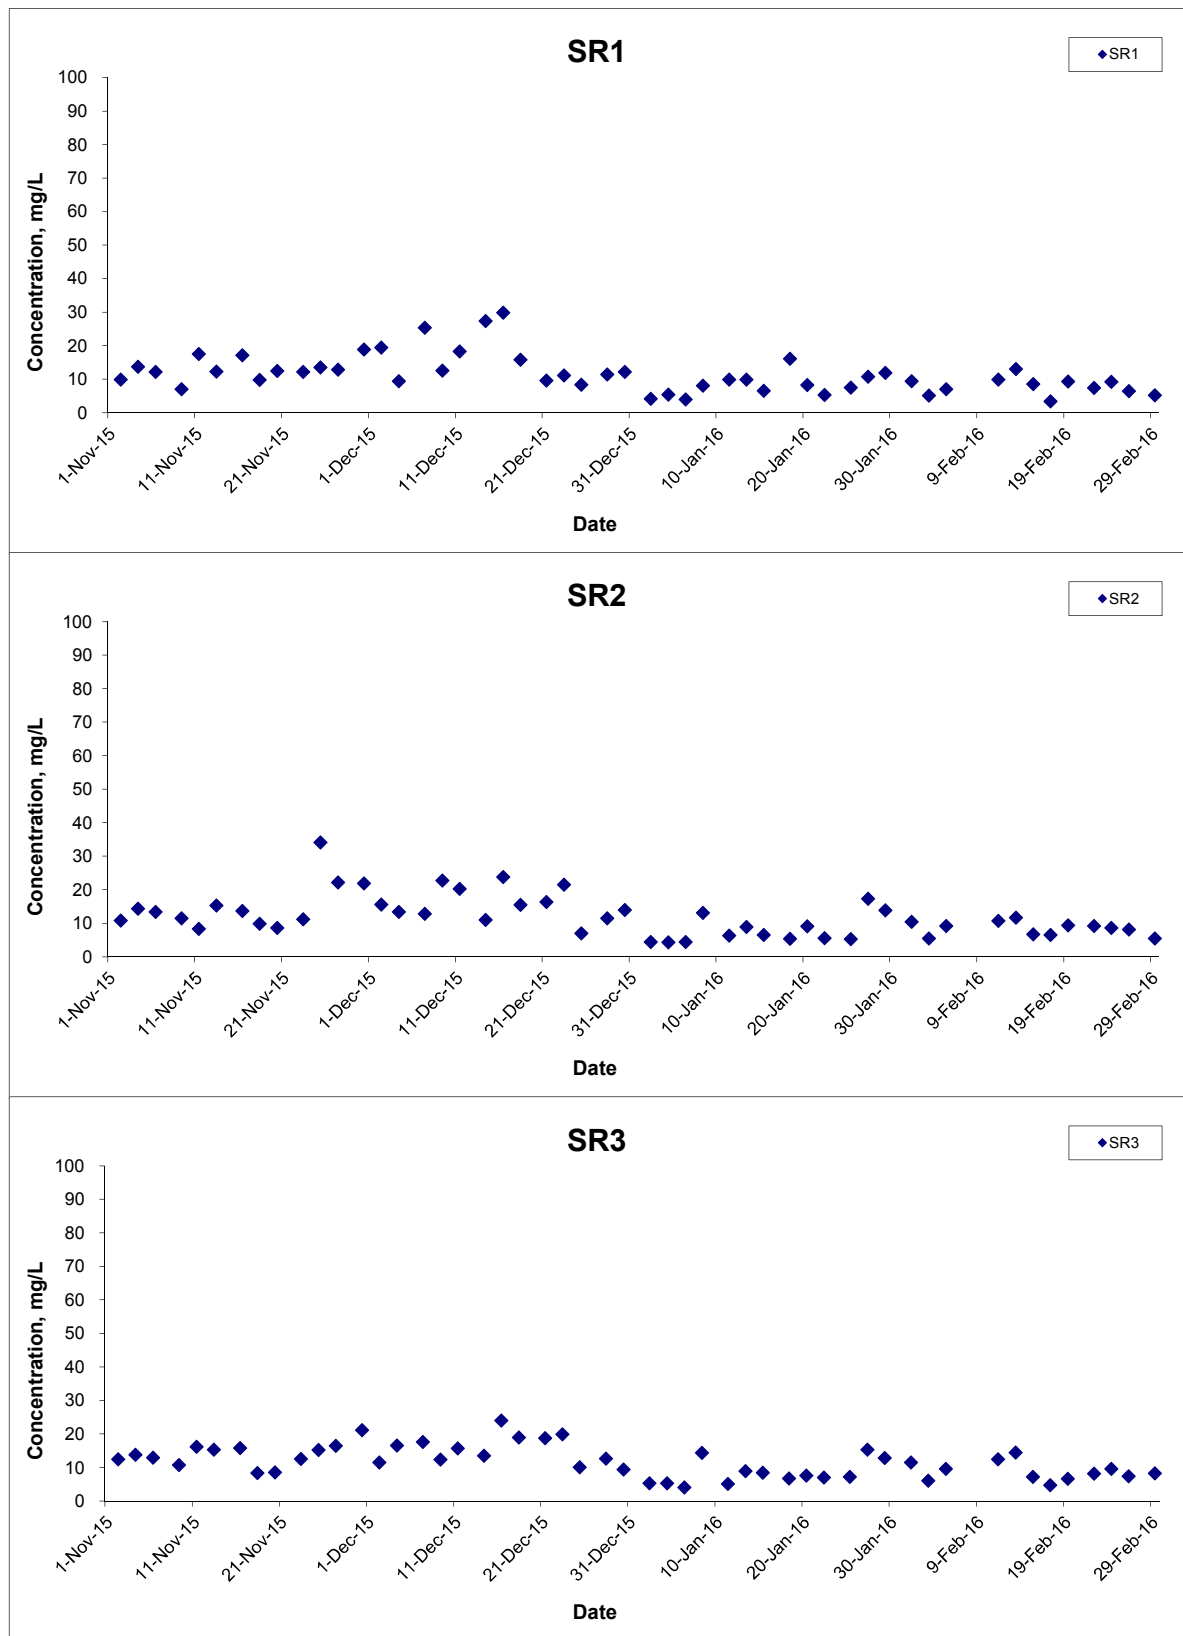 SR1
SR1
100
90
80
70
60
50
40
30
20
10
0
Concentration, mg/L
1-Nov-15
11-Nov-15
21-Nov-15
1-Dec-15
11-Dec-15
21-Dec-15
31-Dec-15
10-Jan-16
20-Jan-16
30-Jan-16
9-Feb-16
19-Feb-16
29-Feb-16
Date
SR2
SR2
100
90
80
70
60
50
40
30
20
10
0
Concentration, mg/L
1-Nov-15
11-Nov-15
21-Nov-15
1-Dec-15
11-Dec-15
21-Dec-15
31-Dec-15
10-Jan-16
20-Jan-16
30-Jan-16
9-Feb-16
19-Feb-16
29-Feb-16
Date
SR3
SR3
100
90
80
70
60
50
40
30
20
10
0
Concentration, mg/L
1-Nov-15
11-Nov-15
21-Nov-15
1-Dec-15
11-Dec-15
21-Dec-15
31-Dec-15
10-Jan-16
20-Jan-16
30-Jan-16
9-Feb-16
19-Feb-16
29-Feb-16
Date